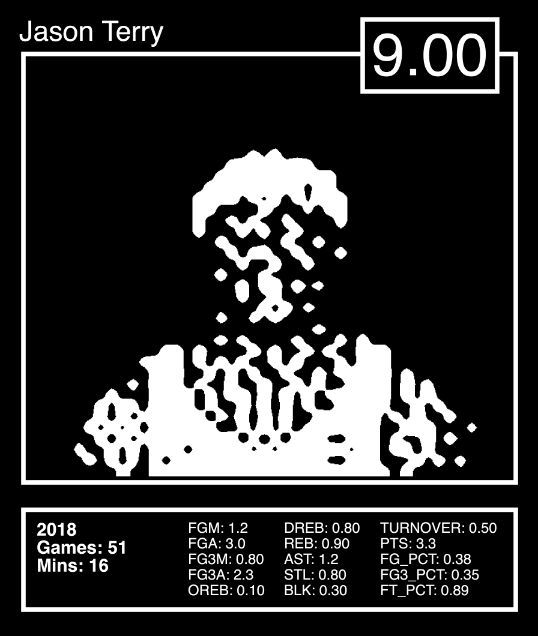 Jason Terry
9.00
2018
Games: 51
Mins: 16
FGM: 1.2
FGA: 3.0
FG3M: 0.80
FG3A: 2.3
OREB: 0.10
DREB: 0.80
REB: 0.90
AST: 1.2
STL: 0.80
BLK: 0.30
TURNOVER: 0.50
PTS: 3.3
FG_PCT: 0.38
FG3_PCT: 0.35
FT_PCT: 0.89